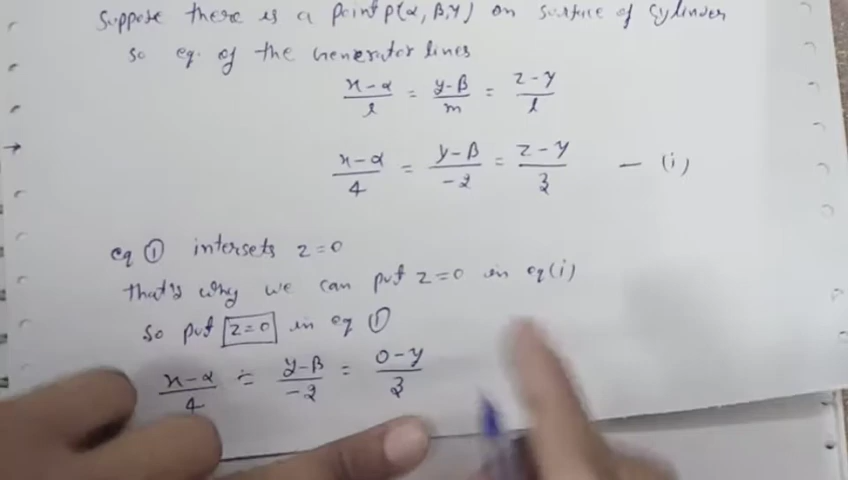 Suppose there is a point P(α, β, γ) on surface of cylinder
so eq. of the Generator lines
x-α/l = y-β/m = z-γ/l
x-α/4 = y-β/-2 = z-γ/3 — (i)
eq ① intersets z=0
that's why we can put z=0 in eq(i)
so put z=0 in eq ①
x-α/4 = y-β/-2 = 0-γ/3